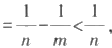 = 1/n − 1/m < 1/n,